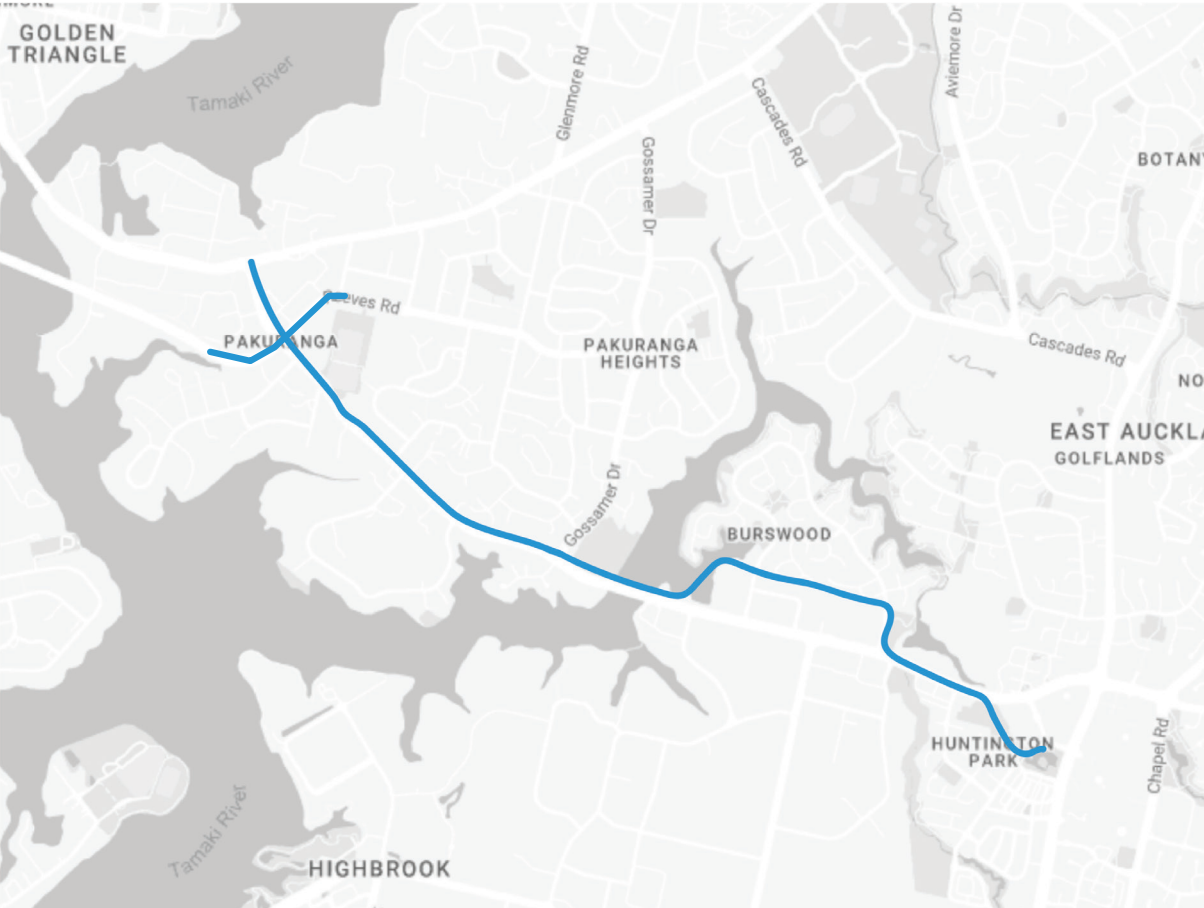 GOLDEN
TRIANGLE
Tamaki River
Glenmore Rd
Aviemore Dr
Cascades Rd
Gossamer Dr
BOTANY
Reeves Rd
PAKURANGA
PAKURANGA
HEIGHTS
Cascades Rd
NO
EAST AUCKLA
GOLFLANDS
Gossamer Dr
BURSWOOD
HUNTINGTON
PARK
Chapel Rd
Tamaki River
HIGHBROOK